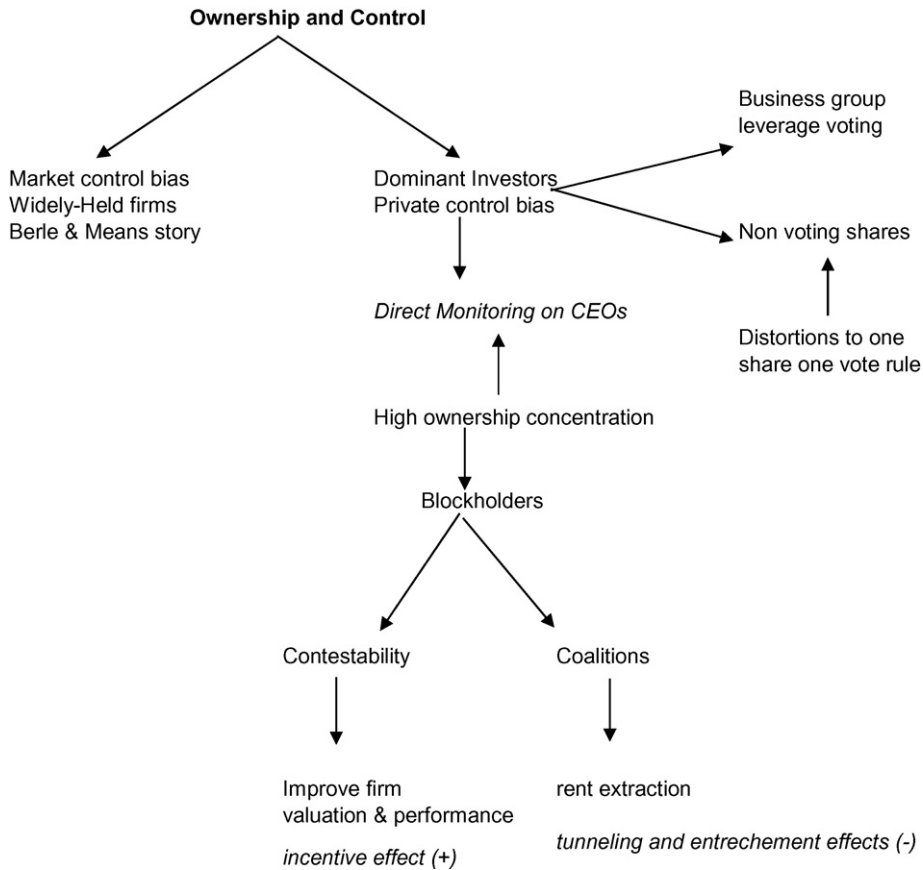 Ownership and Control
Business group
leverage voting
Market control bias
Widely-Held firms
Berle & Means story
Dominant Investors
Private control bias
Non voting shares
Direct Monitoring on CEOs
Distortions to one
share one vote rule
High ownership concentration
Blockholders
Contestability
Coalitions
Improve firm
valuation & performance
incentive effect (+)
rent extraction
tunneling and entrechement effects (-)